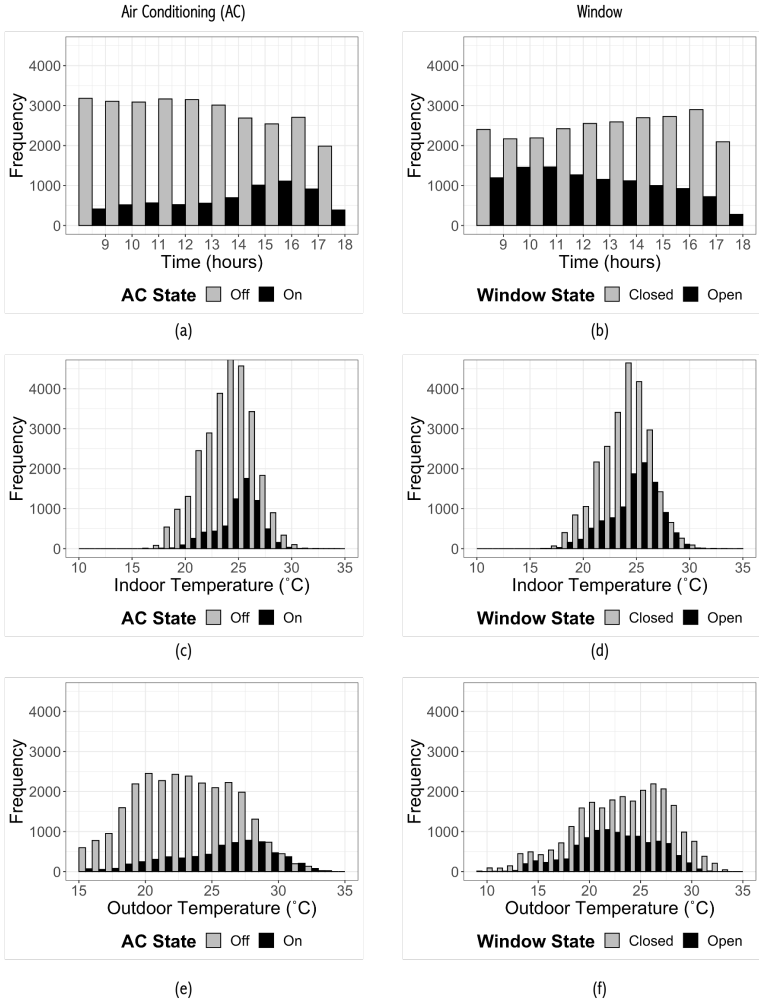 Air Conditioning (AC)
Window
Frequency
4000
3000
2000
1000
0
9 10 11 12 13 14 15 16 17 18
Time (hours)
AC State Off On
(a)
Frequency
4000
3000
2000
1000
0
9 10 11 12 13 14 15 16 17 18
Time (hours)
Window State Closed Open
(b)
Frequency
4000
3000
2000
1000
0
10 15 20 25 30 35
Indoor Temperature (˚C)
AC State Off On
(c)
Frequency
4000
3000
2000
1000
0
10 15 20 25 30 35
Indoor Temperature (˚C)
Window State Closed Open
(d)
Frequency
4000
3000
2000
1000
0
15 20 25 30 35
Outdoor Temperature (˚C)
AC State Off On
(e)
Frequency
4000
3000
2000
1000
0
10 15 20 25 30 35
Outdoor Temperature (˚C)
Window State Closed Open
(f)